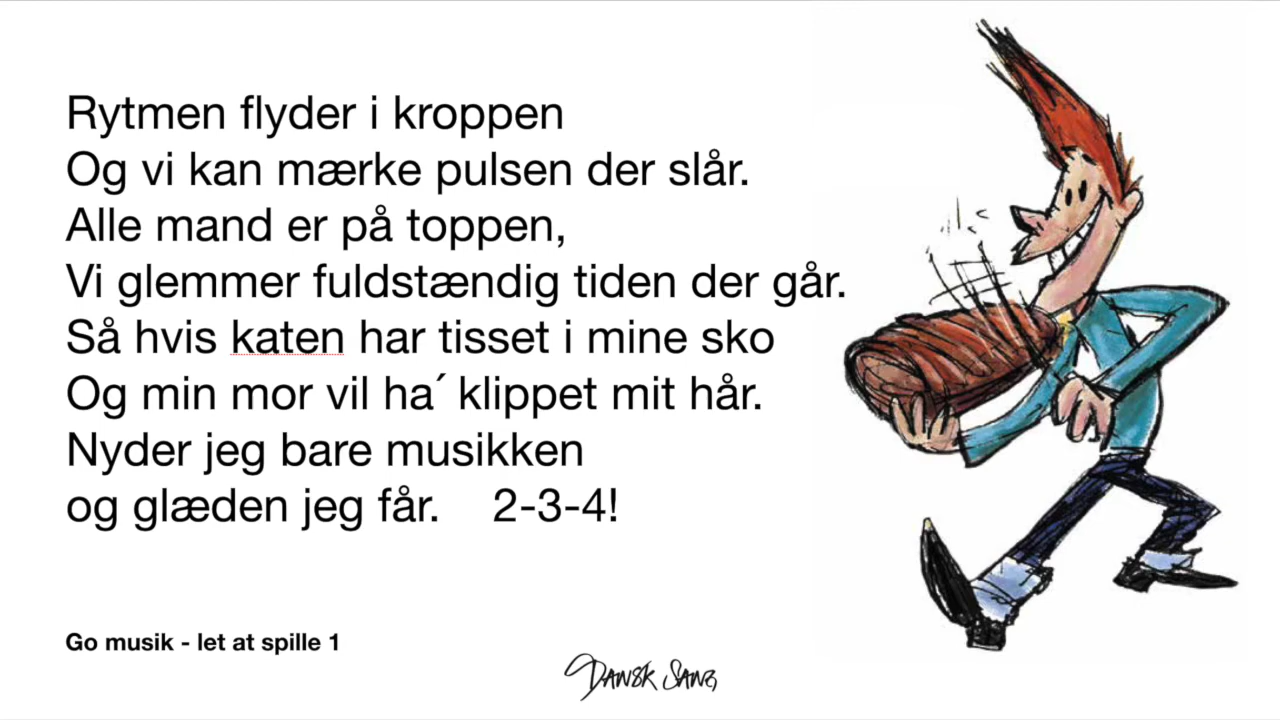 Rytmen flyder i kroppen
Og vi kan mærke pulsen der slår.
Alle mand er på toppen,
Vi glemmer fuldstændig tiden der går.
Så hvis katen har tisset i mine sko
Og min mor vil ha´ klippet mit hår.
Nyder jeg bare musikken
og glæden jeg får. 2-3-4!
Go musik - let at spille 1
DANSK SANG